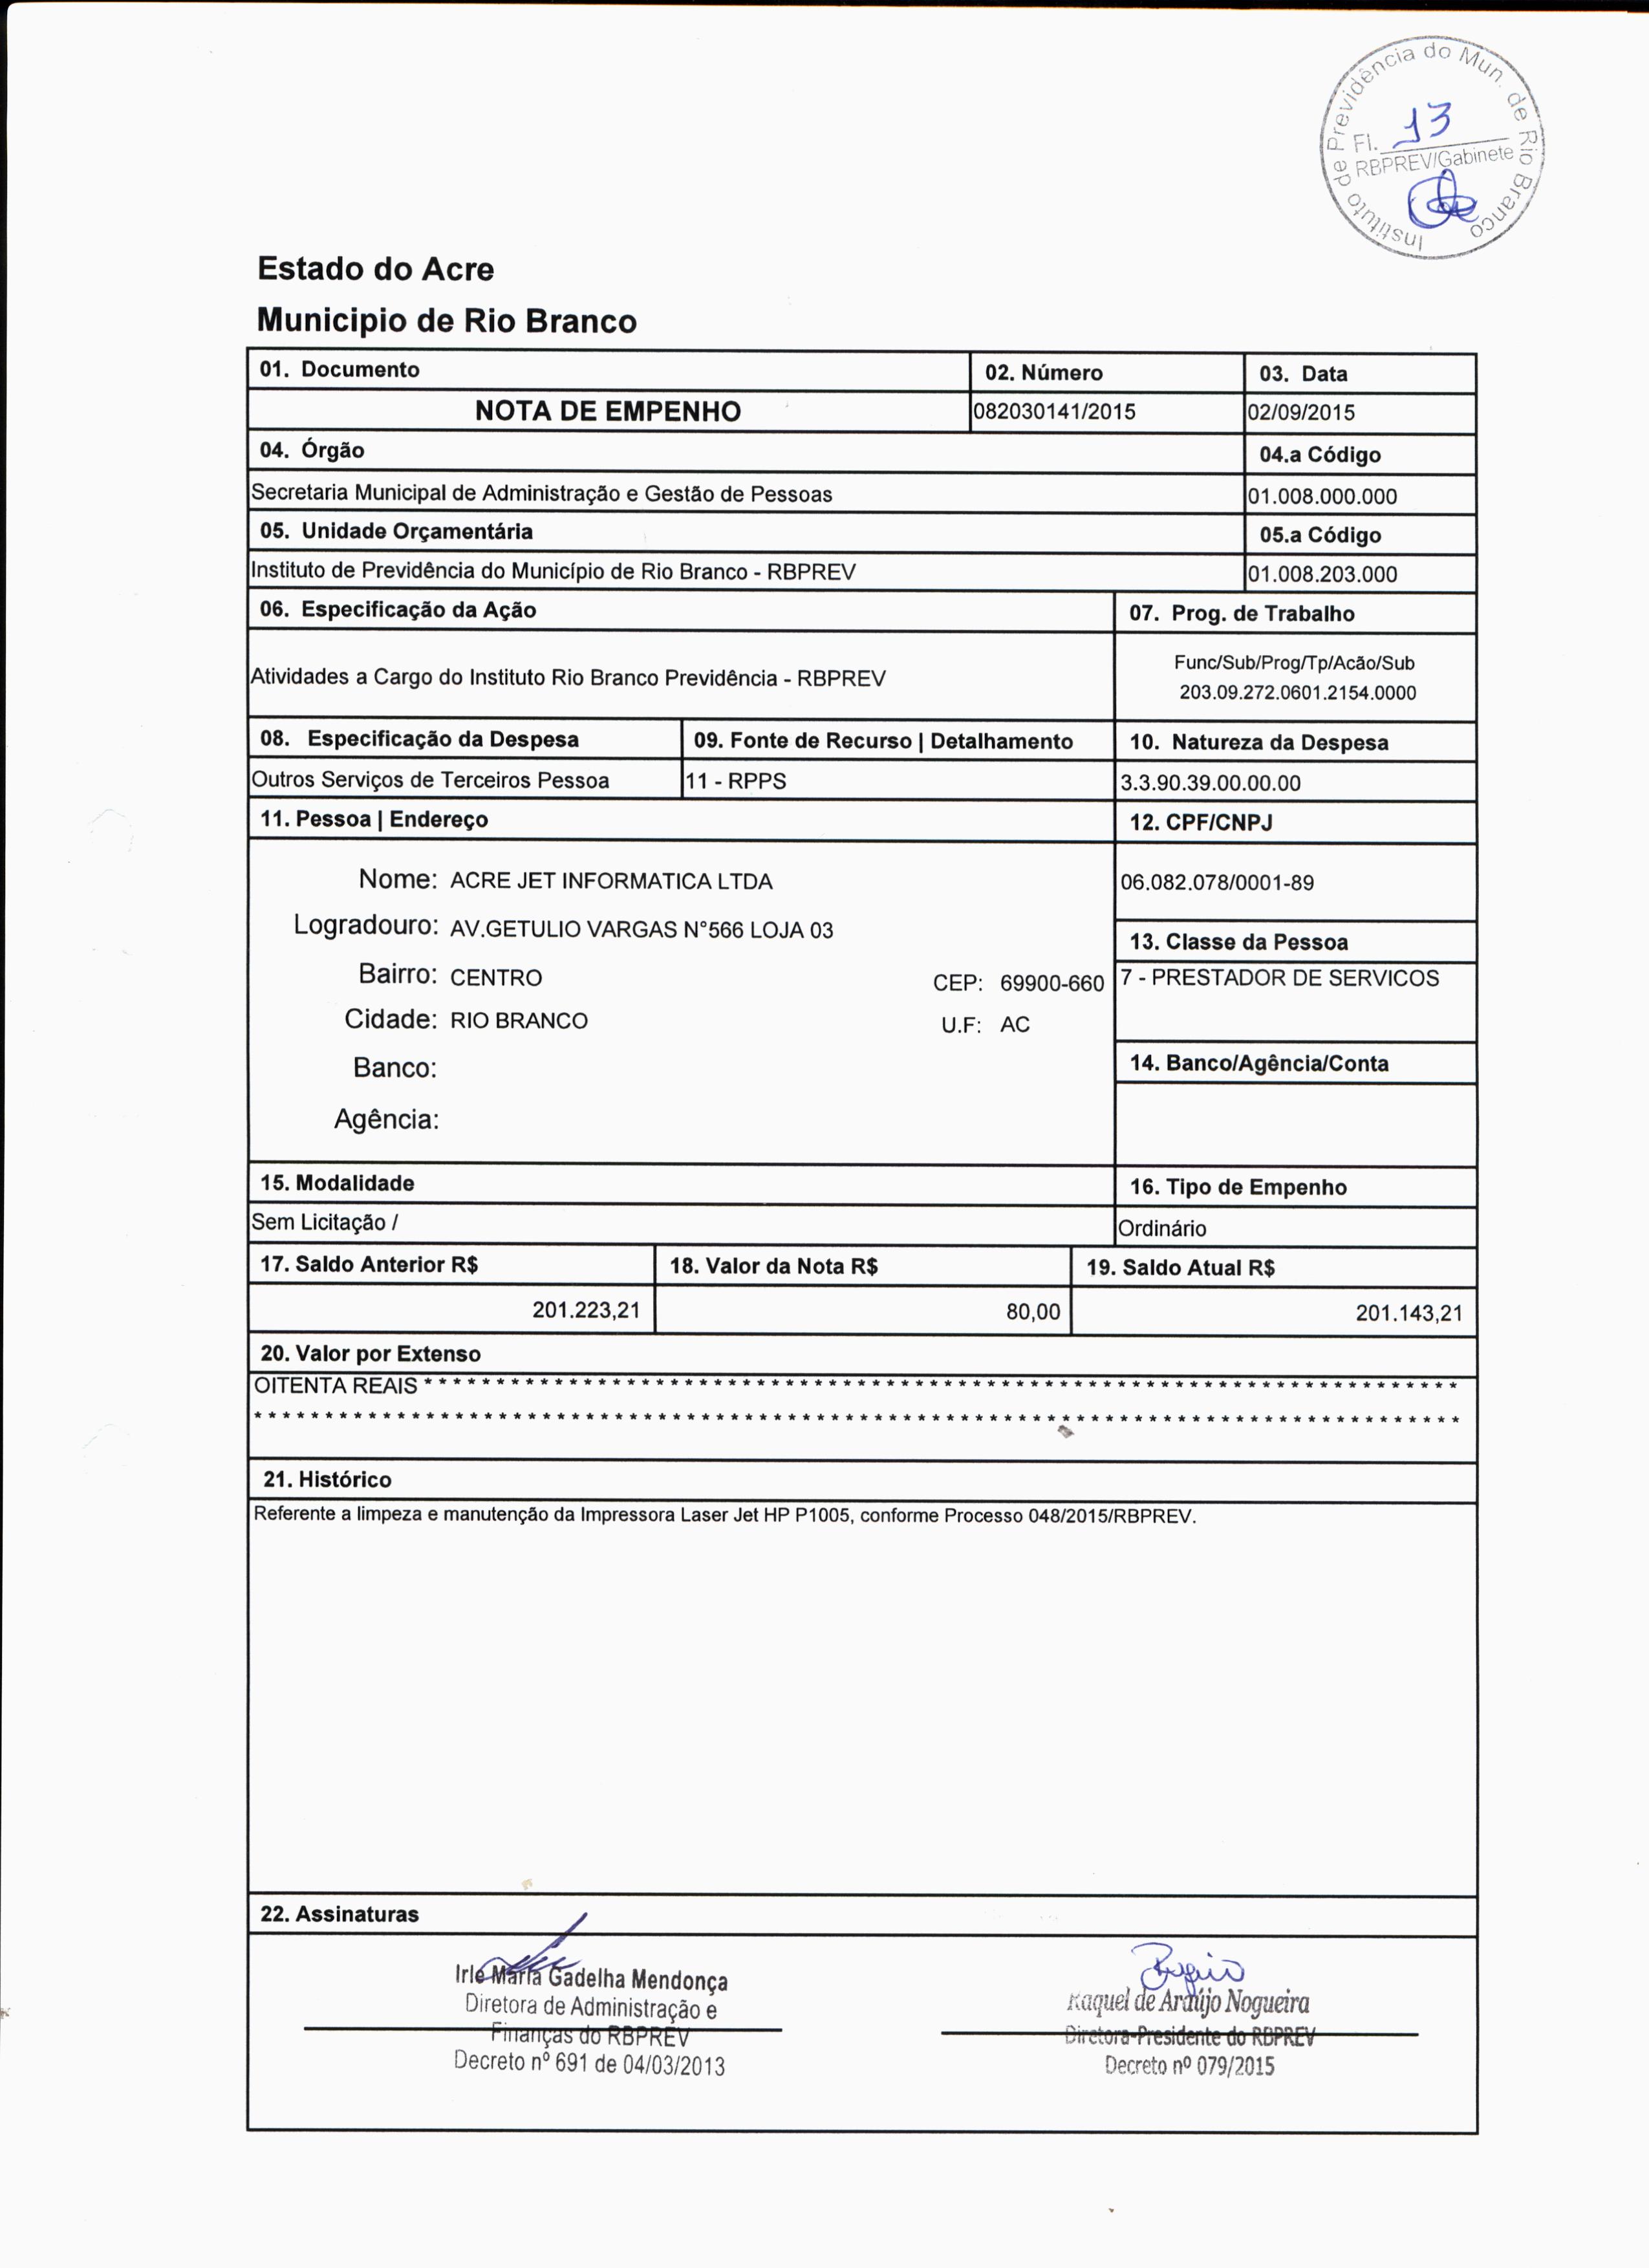 Instituto de Previdência do Mun. de Rio Branco
Fl. 13
RBPREV/Gabinete
Estado do Acre
Municipio de Rio Branco
01. Documento 02. Número 03. Data
NOTA DE EMPENHO 082030141/2015 02/09/2015
04. Órgão 04.a Código
Secretaria Municipal de Administração e Gestão de Pessoas 01.008.000.000
05. Unidade Orçamentária 05.a Código
Instituto de Previdência do Município de Rio Branco - RBPREV 01.008.203.000
06. Especificação da Ação 07. Prog. de Trabalho
Func/Sub/Prog/Tp/Acão/Sub
Atividades a Cargo do Instituto Rio Branco Previdência - RBPREV
203.09.272.0601.2154.0000
08. Especificação da Despesa 09. Fonte de Recurso | Detalhamento 10. Natureza da Despesa
Outros Serviços de Terceiros Pessoa 11 - RPPS 3.3.90.39.00.00.00
11. Pessoa | Endereço 12. CPF/CNPJ
Nome: ACRE JET INFORMATICA LTDA 06.082.078/0001-89
Logradouro: AV.GETULIO VARGAS N°566 LOJA 03
13. Classe da Pessoa
Bairro: CENTRO CEP: 69900-660 7 - PRESTADOR DE SERVICOS
Cidade: RIO BRANCO U.F: AC
Banco: 14. Banco/Agência/Conta
Agência:
15. Modalidade 16. Tipo de Empenho
Sem Licitação / Ordinário
17. Saldo Anterior R$ 18. Valor da Nota R$ 19. Saldo Atual R$
201.223,21 80,00 201.143,21
20. Valor por Extenso
OITENTA REAIS * * * * * * * * * * * * * * * * * * * * * * * * * * * * * * * * * * * * * * * * * * * * * * * * * * * * * * * * * * * * * * * * * * * * * * * *
* * * * * * * * * * * * * * * * * * * * * * * * * * * * * * * * * * * * * * * * * * * * * * * * * * * * * * * * * * * * * * * * * * * * * * * * * * * * * * * * * * * *
21. Histórico
Referente a limpeza e manutenção da Impressora Laser Jet HP P1005, conforme Processo 048/2015/RBPREV.
22. Assinaturas
Irle Maria Gadelha Mendonça
Diretora de Administração e
Finanças do RBPREV
Decreto nº 691 de 04/03/2013
Raquel de Araújo Nogueira
Diretora-Presidente do RBPREV
Decreto nº 079/2015